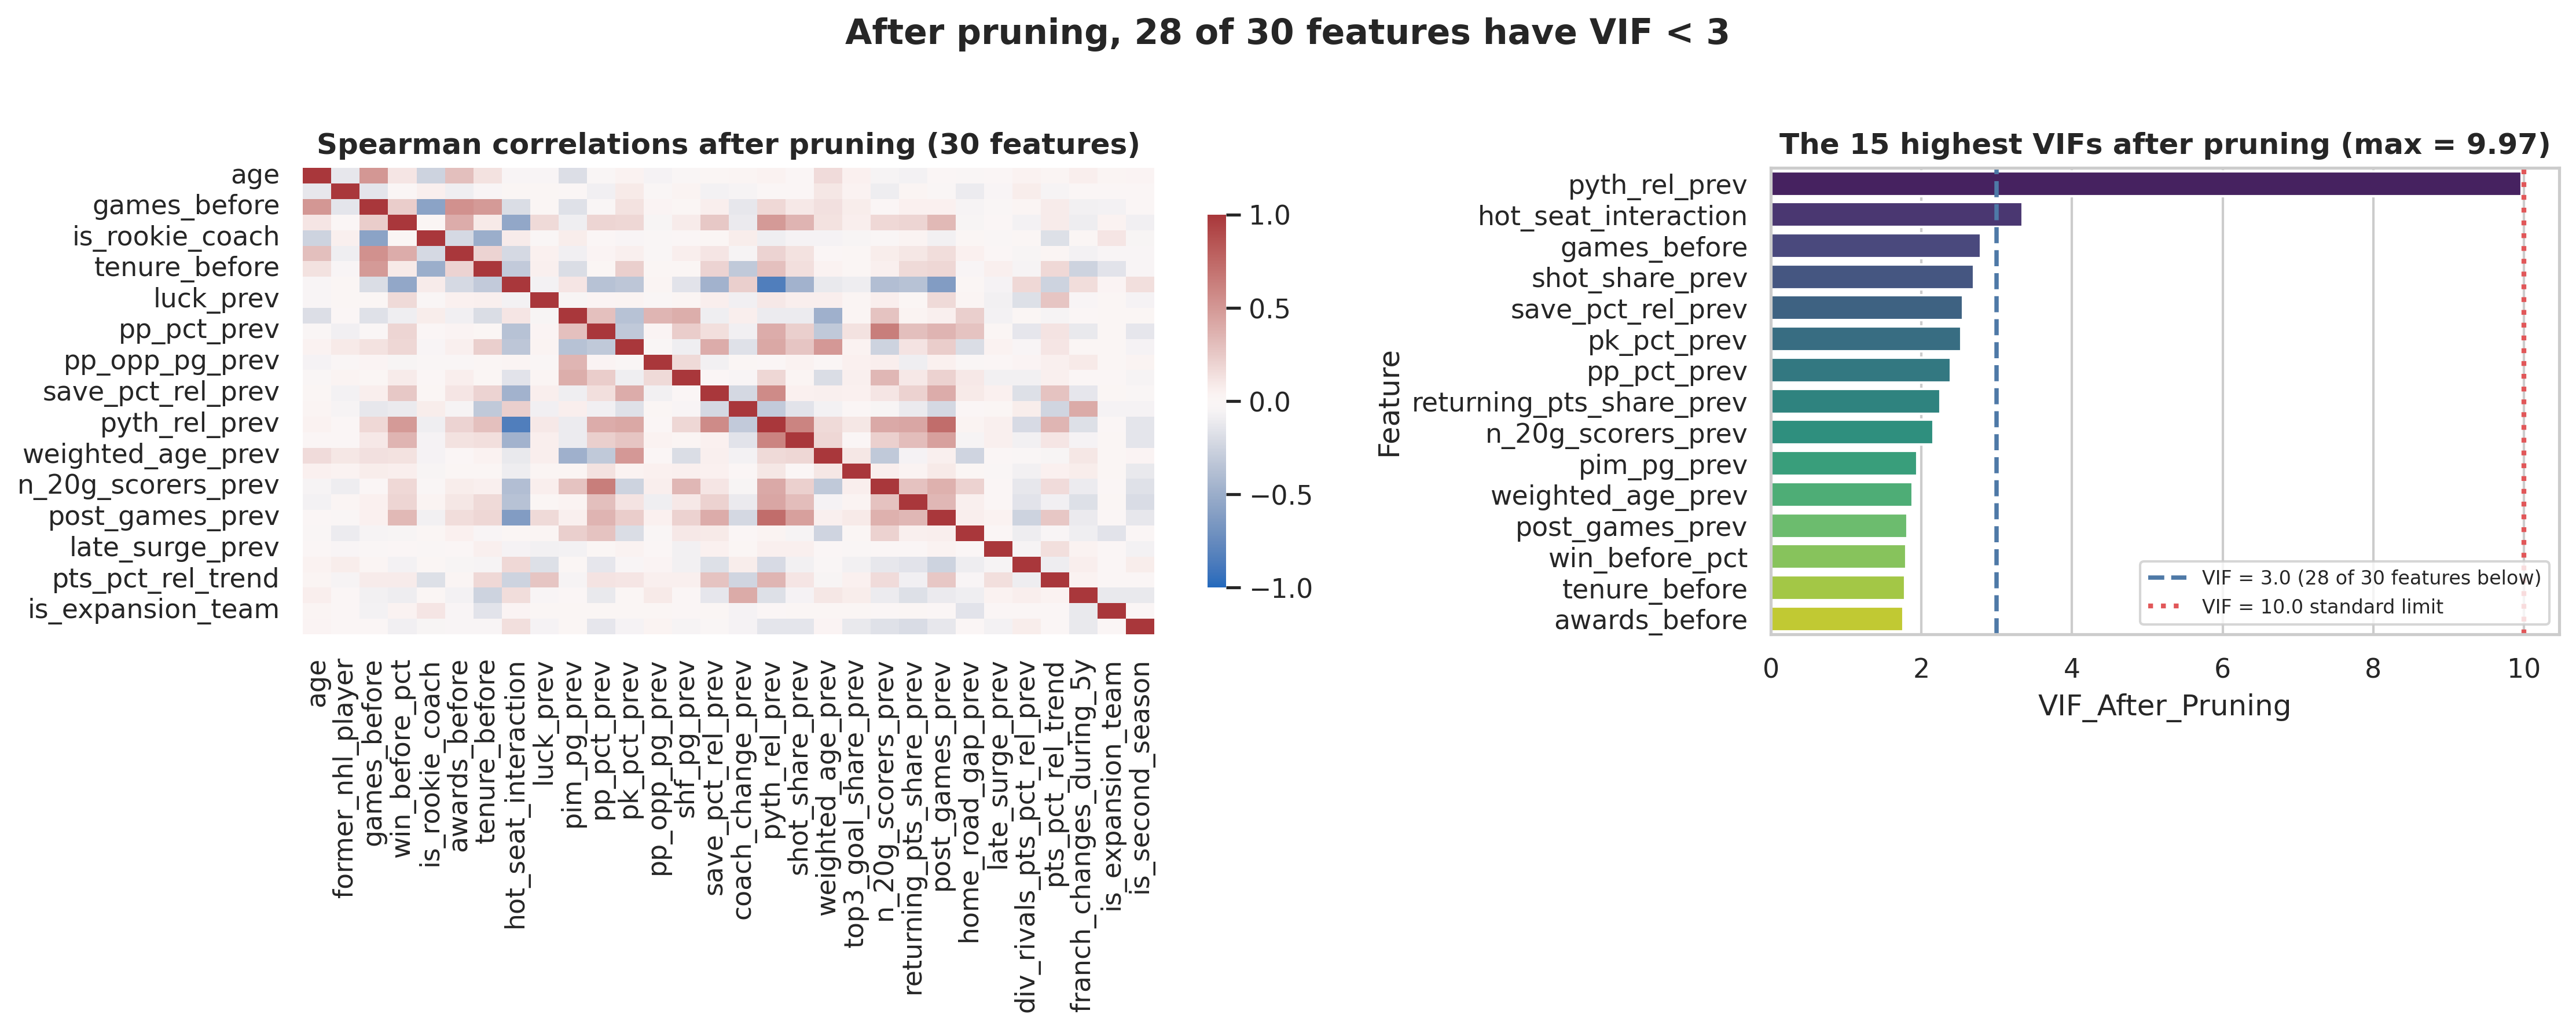 After pruning, 28 of 30 features have VIF < 3
Spearman correlations after pruning (30 features)
age
games_before
is_rookie_coach
tenure_before
luck_prev
pp_pct_prev
pp_opp_pg_prev
save_pct_rel_prev
pyth_rel_prev
weighted_age_prev
n_20g_scorers_prev
post_games_prev
late_surge_prev
pts_pct_rel_trend
is_expansion_team
age
former_nhl_player
games_before
win_before_pct
is_rookie_coach
awards_before
tenure_before
hot_seat_interaction
luck_prev
pim_pg_prev
pp_pct_prev
pk_pct_prev
pp_opp_pg_prev
shf_pg_prev
save_pct_rel_prev
coach_change_prev
pyth_rel_prev
shot_share_prev
weighted_age_prev
top3_goal_share_prev
n_20g_scorers_prev
returning_pts_share_prev
post_games_prev
home_road_gap_prev
late_surge_prev
div_rivals_pts_pct_rel_prev
pts_pct_rel_trend
franch_changes_during_5y
is_expansion_team
is_second_season
1.0
0.5
0.0
−0.5
−1.0
The 15 highest VIFs after pruning (max = 9.97)
Feature
pyth_rel_prev
hot_seat_interaction
games_before
shot_share_prev
save_pct_rel_prev
pk_pct_prev
pp_pct_prev
returning_pts_share_prev
n_20g_scorers_prev
pim_pg_prev
weighted_age_prev
post_games_prev
win_before_pct
tenure_before
awards_before
VIF = 3.0 (28 of 30 features below)
VIF = 10.0 standard limit
0 2 4 6 8 10
VIF_After_Pruning